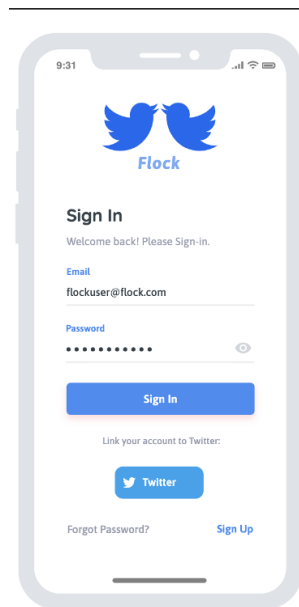 9:31
Flock
Sign In
Welcome back! Please Sign-in.
Email
flockuser@flock.com
Password
Sign In
Link your account to Twitter:
Twitter
Forgot Password? Sign Up